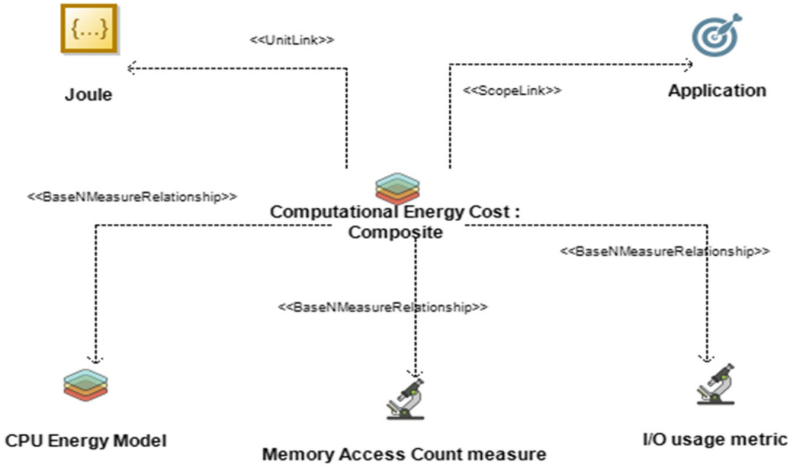 {...}
<<UnitLink>>
Joule
<<ScopeLink>>
Application
<<BaseNMeasureRelationship>>
Computational Energy Cost :
Composite
<<BaseNMeasureRelationship>>
<<BaseNMeasureRelationship>>
CPU Energy Model
Memory Access Count measure
I/O usage metric